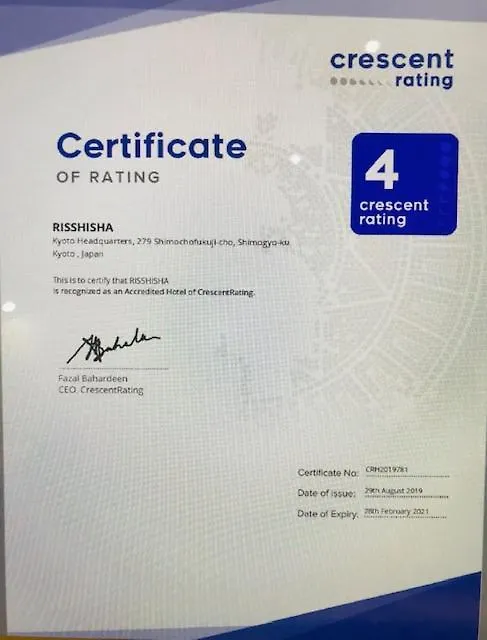 crescent
rating
Certificate
OF RATING
4
crescent
rating
RISSHISHA
Kyoto Headquarters, 279 Shimochofukuji-cho, Shimogyo-ku
Kyoto , Japan
This is to certify that RISSHISHA
is recognized as an Accredited Hotel of CrescentRating.
Fazal Bahardeen
CEO, CrescentRating
Certificate No: CRH2019781
Date of Issue: 29th August 2019
Date of Expiry: 28th February 2021